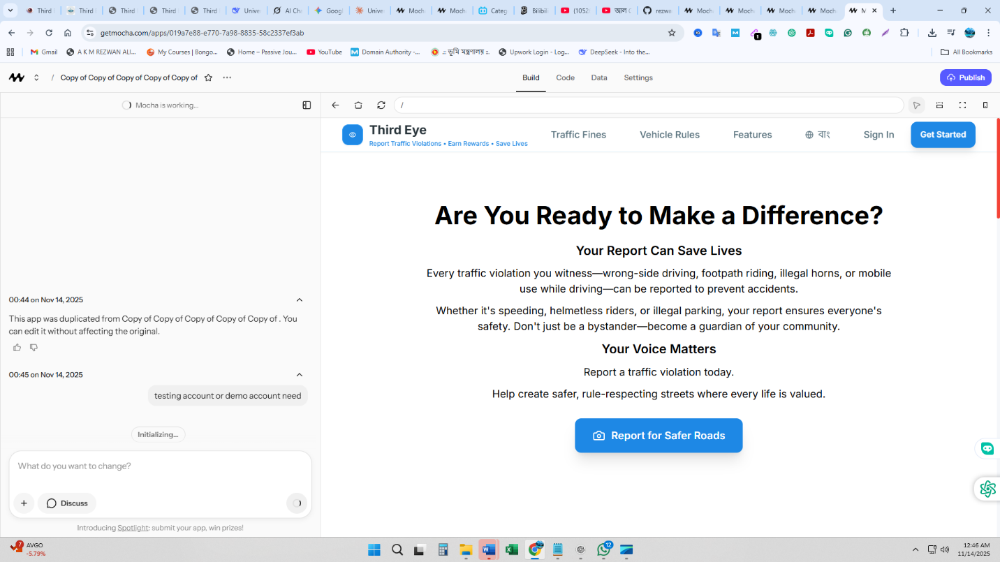 Third
Third
Third
Third
Third
Unive
AI Cha
Googl
Unive
Moch
Moch
Categ
Bilibili
(1052
আল
rezwa
Moch
Moch
Moch
Moch
M
getmocha.com/apps/019a7e88-e770-7a98-8835-58c2337ef3ab
1
Gmail
A K M REZWAN ALI...
My Courses | Bongo...
Home – Passive Jou...
YouTube
Domain Authority -...
.:: ভূমি মন্ত্রণালয় ::.
Upwork Login - Log...
DeepSeek - Into the...
All Bookmarks
/ Copy of Copy of Copy of Copy of Copy of
Build
Code
Data
Settings
Publish
Mocha is working...
/
Third Eye
Report Traffic Violations • Earn Rewards • Save Lives
Traffic Fines
Vehicle Rules
Features
বাং
Sign In
Get Started
Are You Ready to Make a Difference?
Your Report Can Save Lives
Every traffic violation you witness—wrong-side driving, footpath riding, illegal horns, or mobile
use while driving—can be reported to prevent accidents.
Whether it's speeding, helmetless riders, or illegal parking, your report ensures everyone's
safety. Don't just be a bystander—become a guardian of your community.
Your Voice Matters
Report a traffic violation today.
Help create safer, rule-respecting streets where every life is valued.
Report for Safer Roads
00:44 on Nov 14, 2025
This app was duplicated from Copy of Copy of Copy of Copy of Copy of . You
can edit it without affecting the original.
00:45 on Nov 14, 2025
testing account or demo account need
Initializing...
What do you want to change?
Discuss
Introducing Spotlight: submit your app, win prizes!
7
AVGO
-5.79%
12
12:46 AM
11/14/2025